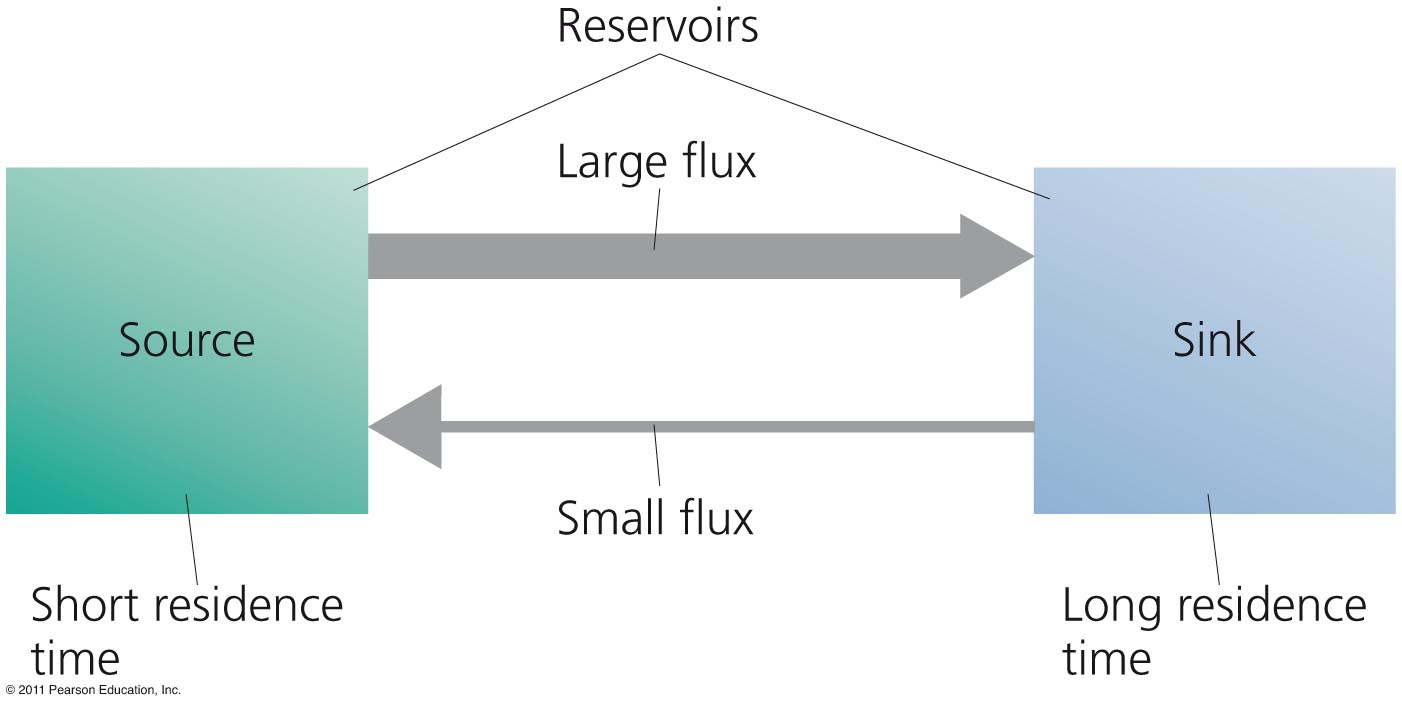 Reservoirs
Large flux
Source
Sink
Small flux
Short residence
time
Long residence
time
© 2011 Pearson Education, Inc.